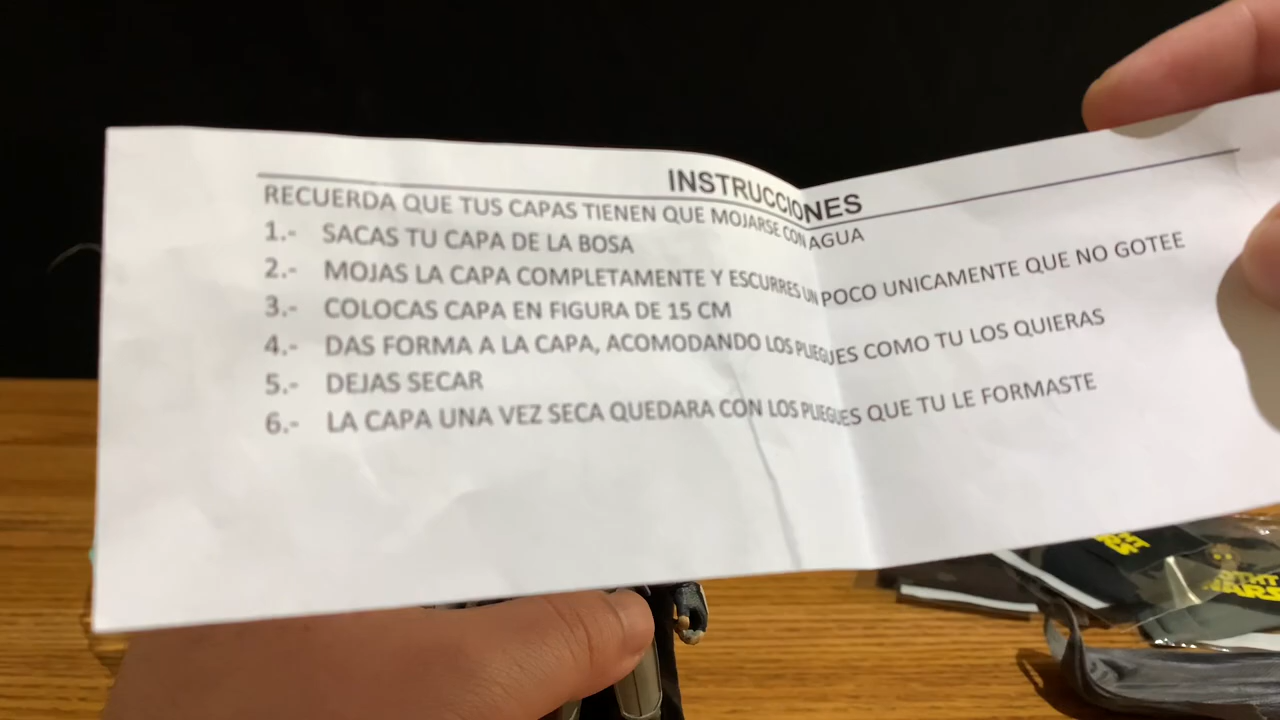 INSTRUCCIONES
RECUERDA QUE TUS CAPAS TIENEN QUE MOJARSE CON AGUA
1.- SACAS TU CAPA DE LA BOSA
2.- MOJAS LA CAPA COMPLETAMENTE Y ESCURRES UN POCO UNICAMENTE QUE NO GOTEE
3.- COLOCAS CAPA EN FIGURA DE 15 CM
4.- DAS FORMA A LA CAPA, ACOMODANDO LOS PLIEGUES COMO TU LOS QUIERAS
5.- DEJAS SECAR
6.- LA CAPA UNA VEZ SECA QUEDARA CON LOS PLIEGUES QUE TU LE FORMASTE
WARS